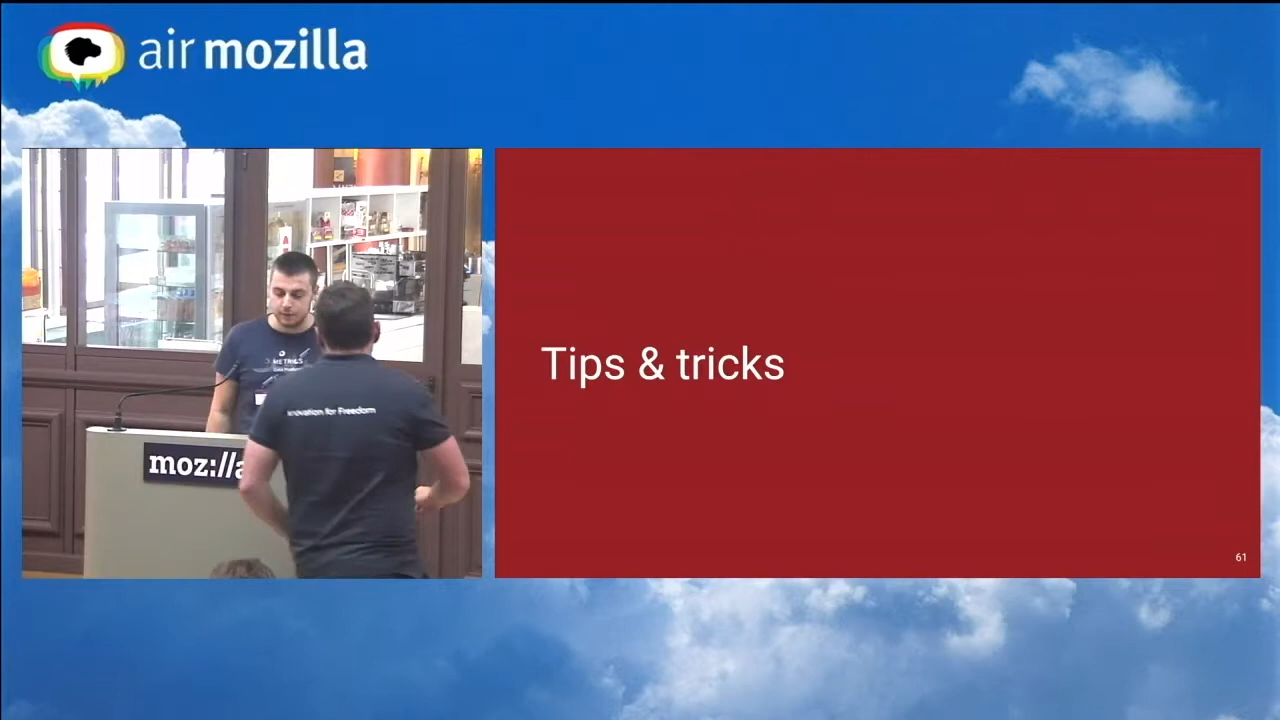 air mozilla
METRICS
Innovation for Freedom
moz://a
Tips & tricks
61